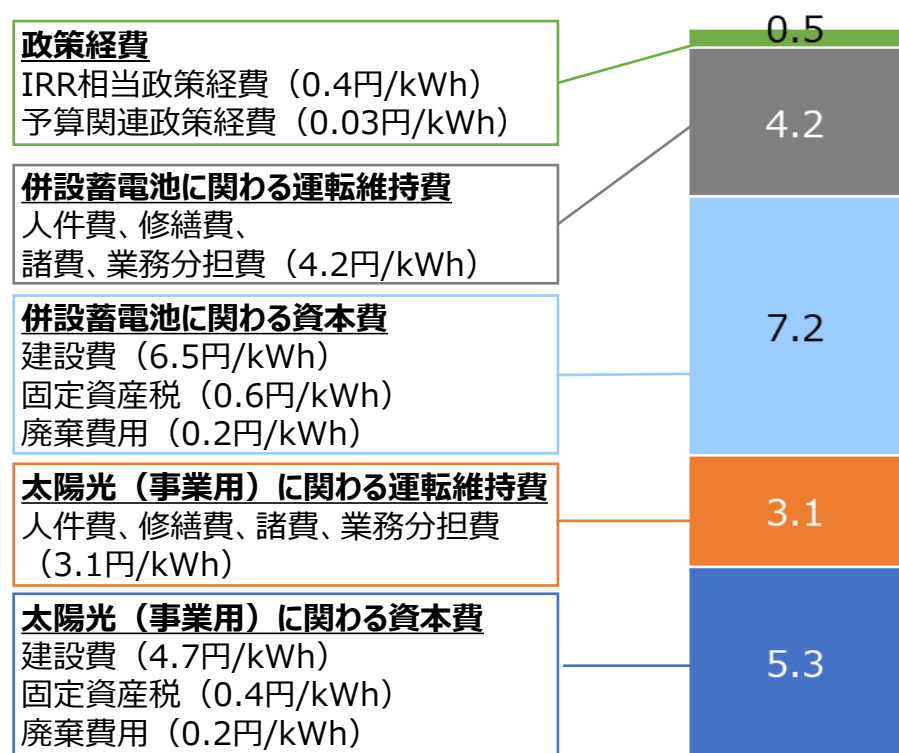 政策経費
IRR相当政策経費（0.4円/kWh）
予算関連政策経費（0.03円/kWh）
0.5
併設蓄電池に関わる運転維持費
人件費、修繕費、
諸費、業務分担費（4.2円/kWh）
4.2
併設蓄電池に関わる資本費
建設費（6.5円/kWh）
固定資産税（0.6円/kWh）
廃棄費用（0.2円/kWh）
7.2
太陽光（事業用）に関わる運転維持費
人件費、修繕費、諸費、業務分担費
（3.1円/kWh）
3.1
太陽光（事業用）に関わる資本費
建設費（4.7円/kWh）
固定資産税（0.4円/kWh）
廃棄費用（0.2円/kWh）
5.3